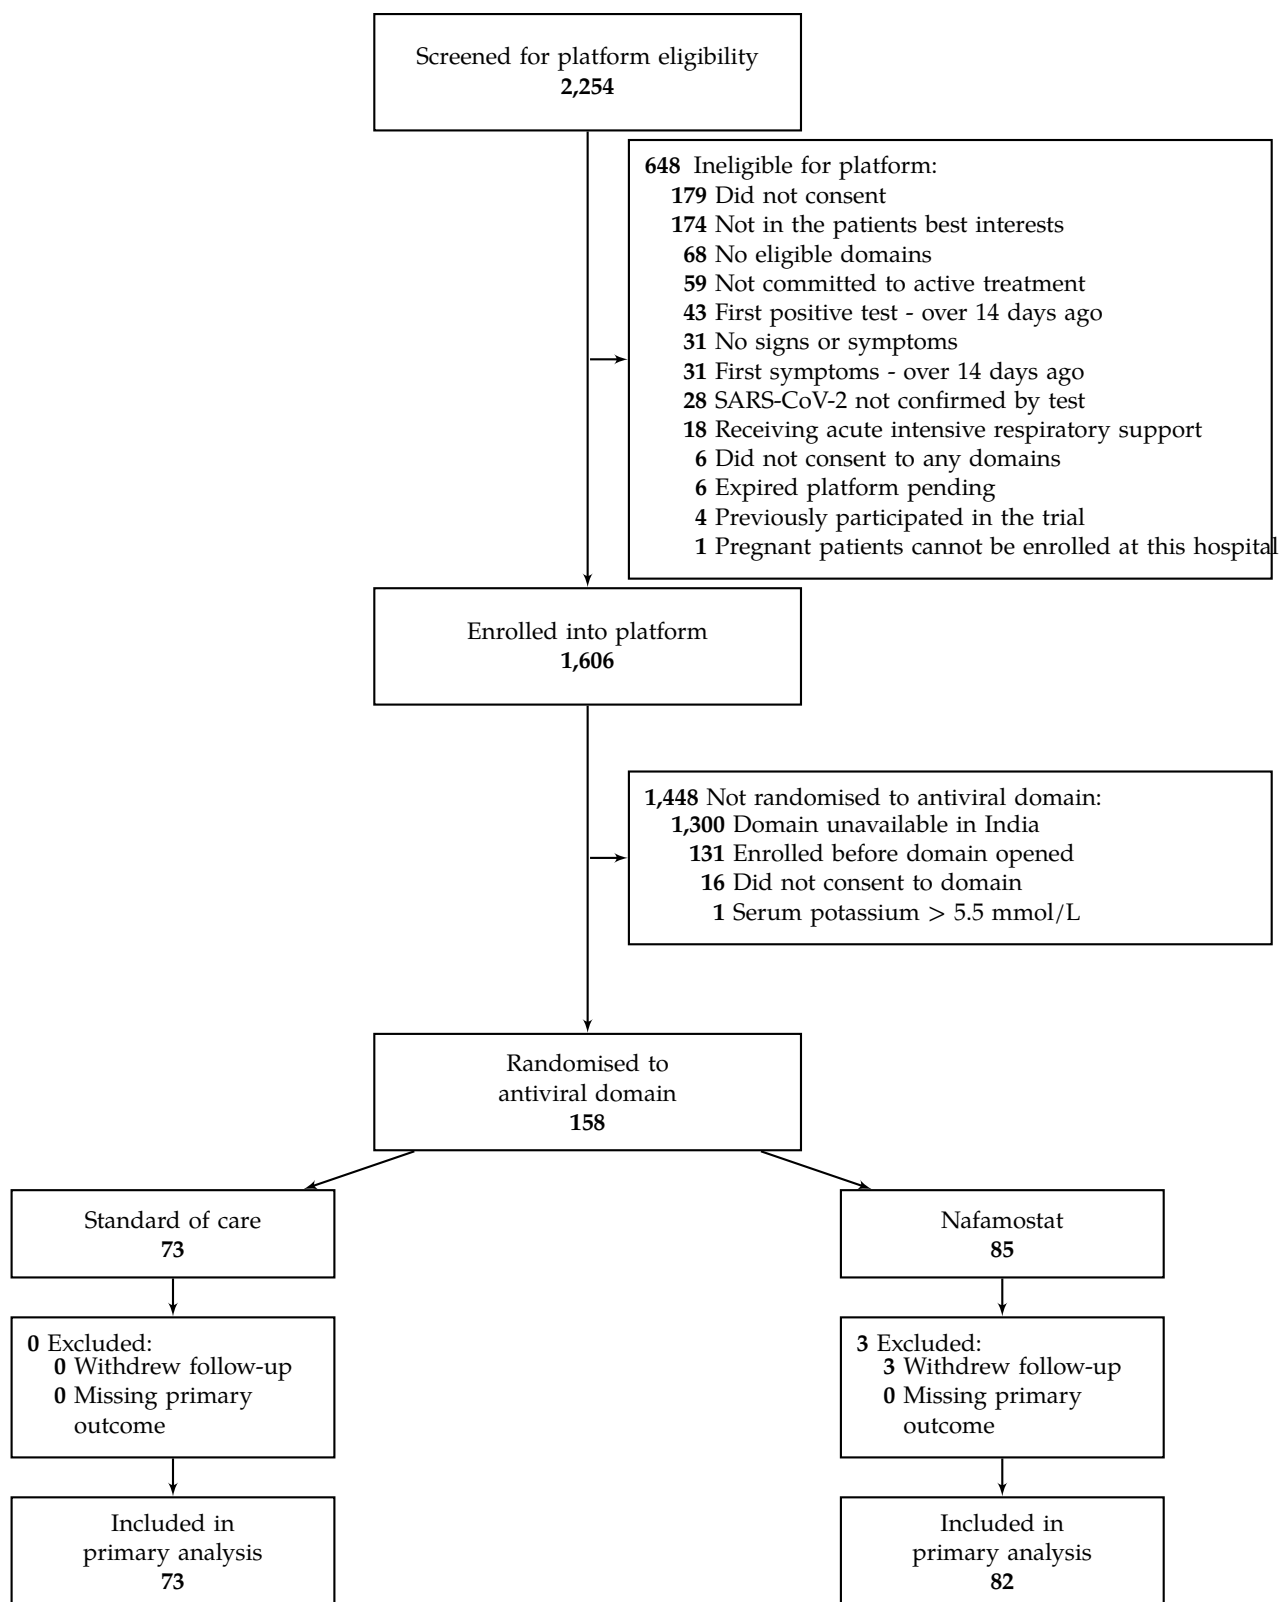 Screened for platform eligibility
2,254
648 Ineligible for platform:
179 Did not consent
174 Not in the patients best interests
68 No eligible domains
59 Not committed to active treatment
43 First positive test - over 14 days ago
31 No signs or symptoms
31 First symptoms - over 14 days ago
28 SARS-CoV-2 not confirmed by test
18 Receiving acute intensive respiratory support
6 Did not consent to any domains
6 Expired platform pending
4 Previously participated in the trial
1 Pregnant patients cannot be enrolled at this hospital
Enrolled into platform
1,606
1,448 Not randomised to antiviral domain:
1,300 Domain unavailable in India
131 Enrolled before domain opened
16 Did not consent to domain
1 Serum potassium > 5.5 mmol/L
Randomised to
antiviral domain
158
Standard of care
73
0 Excluded:
0 Withdrew follow-up
0 Missing primary
outcome
Included in
primary analysis
73
Nafamostat
85
3 Excluded:
3 Withdrew follow-up
0 Missing primary
outcome
Included in
primary analysis
82